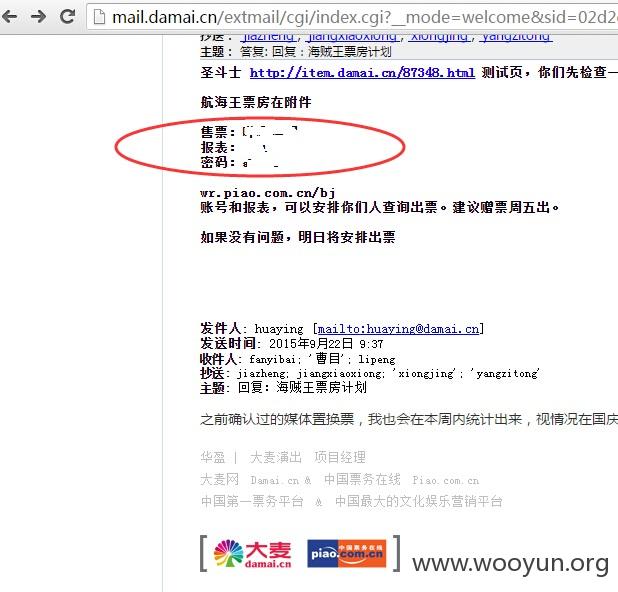 mail.damai.cn/extmail/cgi/index.cgi?__mode=welcome&sid=02d2
抄送: jiazheng; jiangxiaoxiong; xiongjing; yangzitong
主题: 答复: 回复:海贼王票房计划
圣斗士 http://item.damai.cn/87348.html 测试页，你们先检查一
航海王票房在附件
售票：
报表：
密码：
wr.piao.com.cn/bj
账号和报表，可以安排你们人查询出票。建议赠票周五出。
如果没有问题，明日将安排出票
发件人: huaying [mailto:huaying@damai.cn]
发送时间: 2015年9月22日 9:37
收件人: fanyibai; '曹目'; lipeng
抄送: jiazheng; jiangxiaoxiong; 'xiongjing'; 'yangzitong'
主题: 回复：海贼王票房计划
之前确认过的媒体置换票，我也会在本周内统计出来，视情况在国庆
华盈 | 大麦演出 项目经理
大麦网 Damai.cn & 中国票务在线 Piao.com.cn
中国第一票务平台 & 中国最大的文化娱乐营销平台
[ 大麦 damai.cn piao 中国票务在线 .com.cn ]
www.wooyun.org